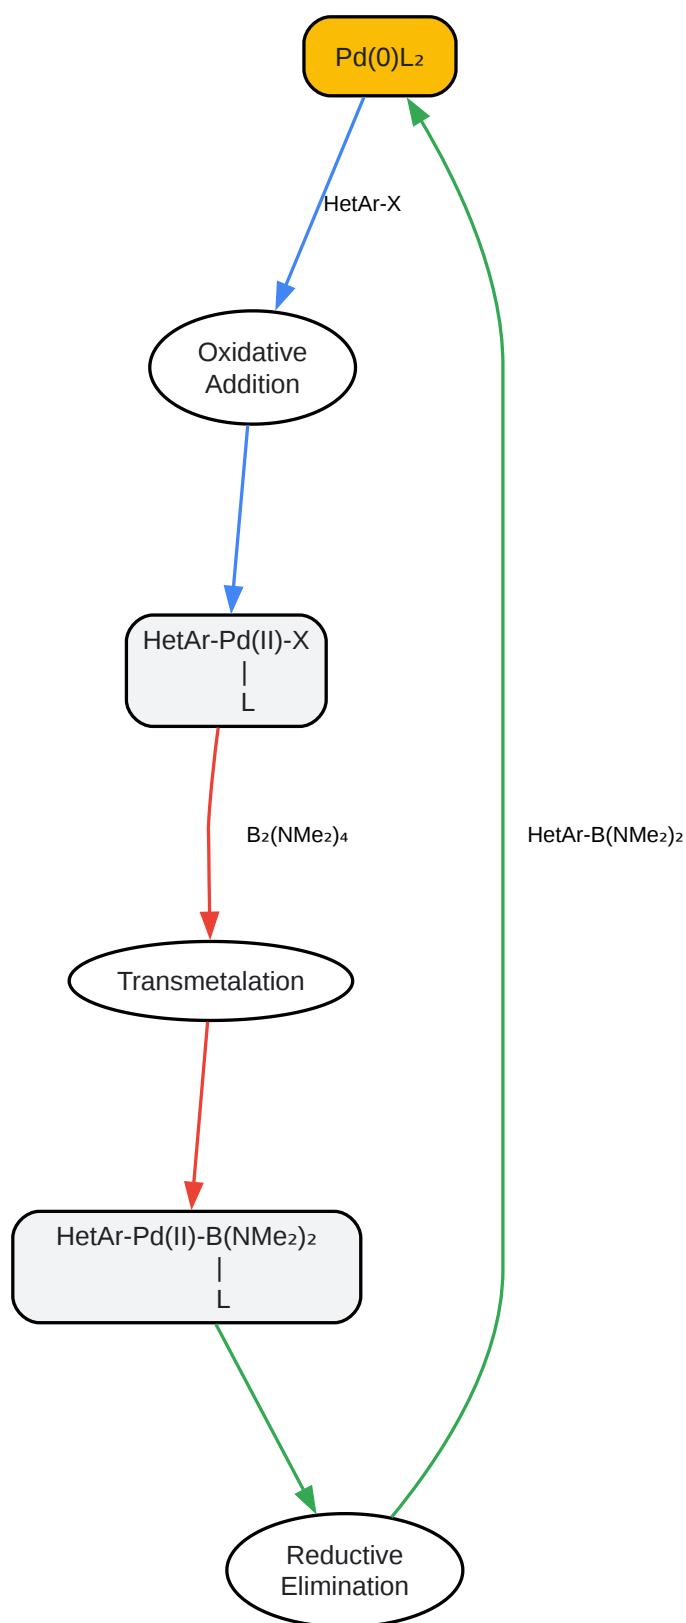 Pd(0)L₂
HetAr-X
Oxidative
Addition
HetAr-Pd(II)-X
|
L
B₂(NMe₂)₄
HetAr-B(NMe₂)₂
Transmetalation
HetAr-Pd(II)-B(NMe₂)₂
|
L
Reductive
Elimination